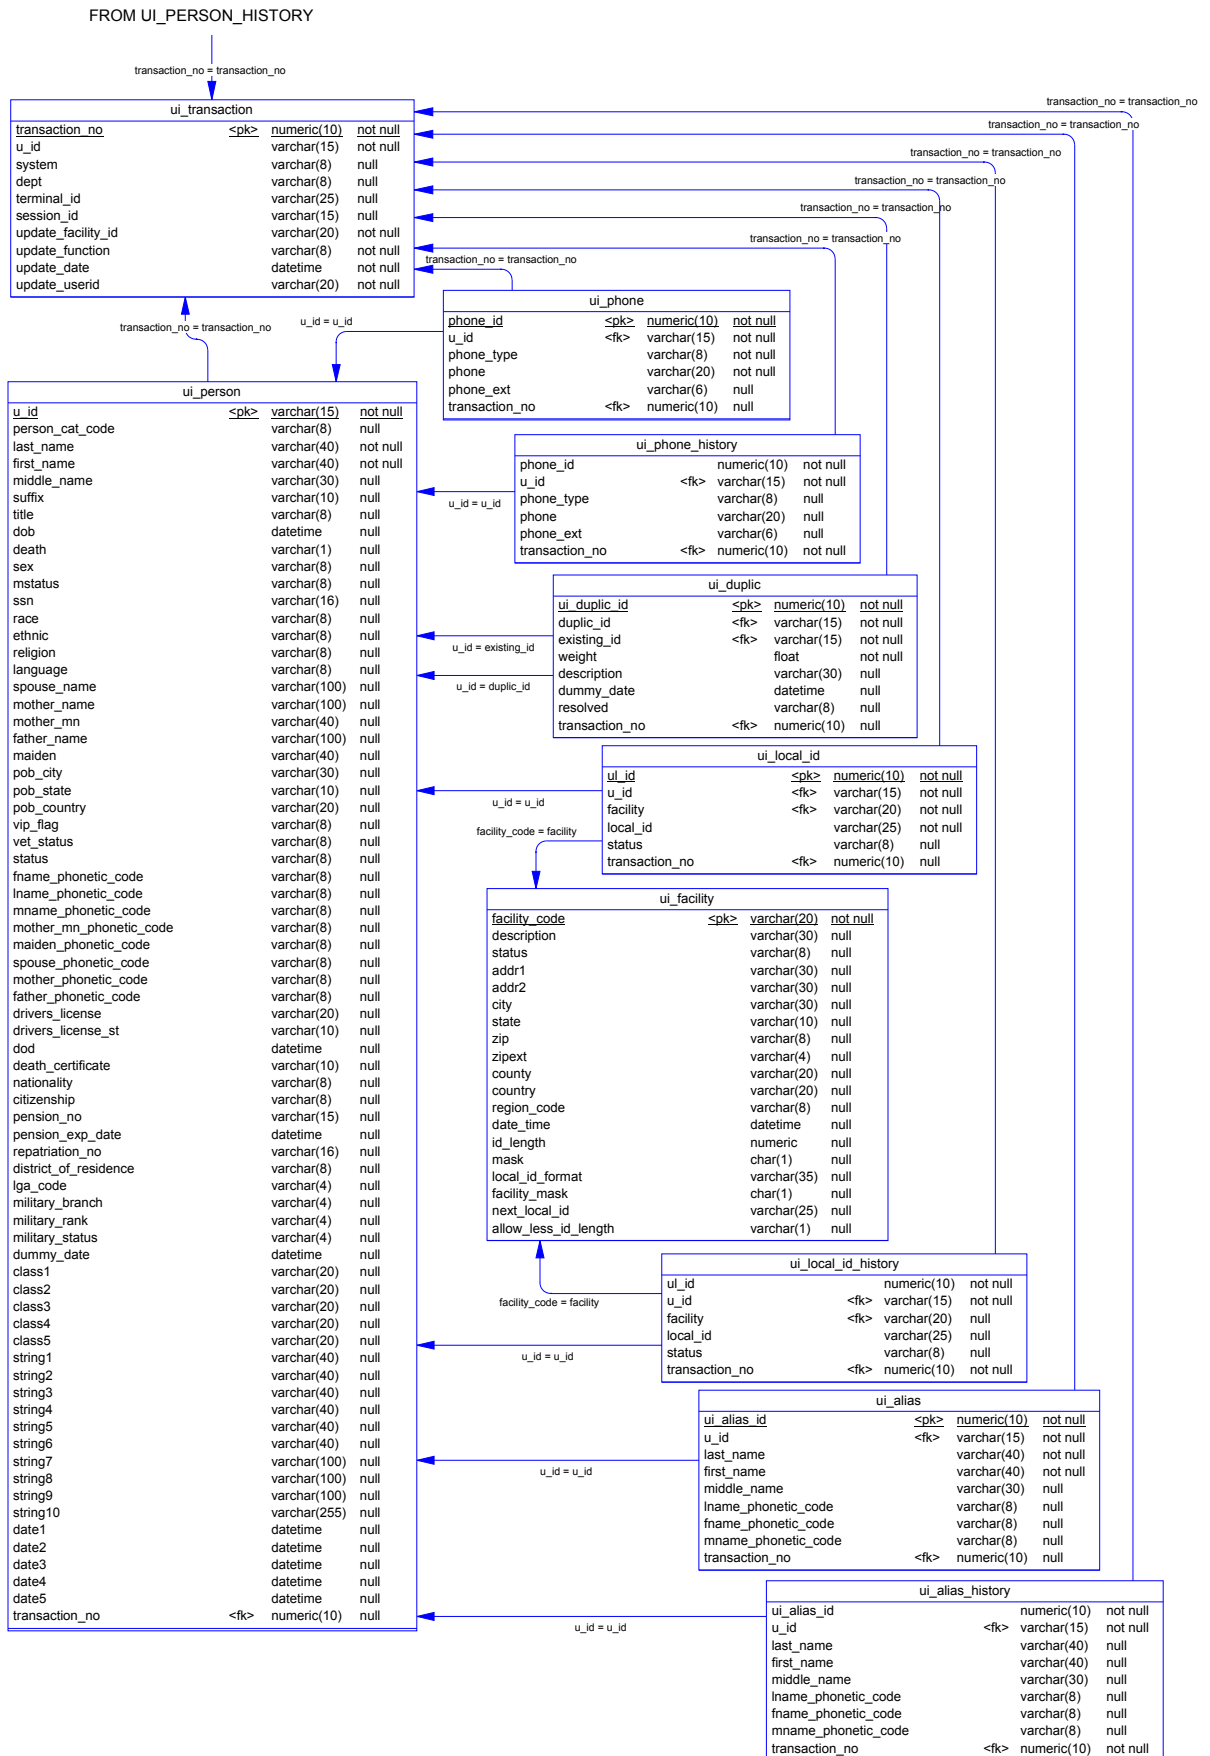 FROM UI_PERSON_HISTORY
transaction_no = transaction_no
ui_transaction
transaction_no <pk> numeric(10) not null
u_id varchar(15) not null
system varchar(8) null
dept varchar(8) null
terminal_id varchar(25) null
session_id varchar(15) null
update_facility_id varchar(20) not null
update_function varchar(8) not null
update_date datetime not null
update_userid varchar(20) not null
transaction_no = transaction_no
transaction_no = transaction_no
transaction_no = transaction_no
transaction_no = transaction_no
transaction_no = transaction_no
transaction_no = transaction_no
transaction_no = transaction_no
transaction_no = transaction_no
u_id = u_id
ui_phone
phone_id <pk> numeric(10) not null
u_id <fk> varchar(15) not null
phone_type varchar(8) not null
phone varchar(20) not null
phone_ext varchar(6) null
transaction_no <fk> numeric(10) null
ui_person
u_id <pk> varchar(15) not null
person_cat_code varchar(8) null
last_name varchar(40) not null
first_name varchar(40) not null
middle_name varchar(30) null
suffix varchar(10) null
title varchar(8) null
dob datetime null
death varchar(1) null
sex varchar(8) null
mstatus varchar(8) null
ssn varchar(16) null
race varchar(8) null
ethnic varchar(8) null
religion varchar(8) null
language varchar(8) null
spouse_name varchar(100) null
mother_name varchar(100) null
mother_mn varchar(40) null
father_name varchar(100) null
maiden varchar(40) null
pob_city varchar(30) null
pob_state varchar(10) null
pob_country varchar(20) null
vip_flag varchar(8) null
vet_status varchar(8) null
status varchar(8) null
fname_phonetic_code varchar(8) null
lname_phonetic_code varchar(8) null
mname_phonetic_code varchar(8) null
mother_mn_phonetic_code varchar(8) null
maiden_phonetic_code varchar(8) null
spouse_phonetic_code varchar(8) null
mother_phonetic_code varchar(8) null
father_phonetic_code varchar(8) null
drivers_license varchar(20) null
drivers_license_st varchar(10) null
dod datetime null
death_certificate varchar(10) null
nationality varchar(8) null
citizenship varchar(8) null
pension_no varchar(15) null
pension_exp_date datetime null
repatriation_no varchar(16) null
district_of_residence varchar(8) null
lga_code varchar(4) null
military_branch varchar(4) null
military_rank varchar(4) null
military_status varchar(4) null
dummy_date datetime null
class1 varchar(20) null
class2 varchar(20) null
class3 varchar(20) null
class4 varchar(20) null
class5 varchar(20) null
string1 varchar(40) null
string2 varchar(40) null
string3 varchar(40) null
string4 varchar(40) null
string5 varchar(40) null
string6 varchar(40) null
string7 varchar(100) null
string8 varchar(100) null
string9 varchar(100) null
string10 varchar(255) null
date1 datetime null
date2 datetime null
date3 datetime null
date4 datetime null
date5 datetime null
transaction_no <fk> numeric(10) null
ui_phone_history
phone_id numeric(10) not null
u_id <fk> varchar(15) not null
phone_type varchar(8) null
phone varchar(20) null
phone_ext varchar(6) null
transaction_no <fk> numeric(10) not null
u_id = u_id
ui_duplic
ui_duplic_id <pk> numeric(10) not null
duplic_id <fk> varchar(15) not null
existing_id <fk> varchar(15) not null
weight float not null
description varchar(30) null
dummy_date datetime null
resolved varchar(8) null
transaction_no <fk> numeric(10) null
u_id = existing_id
u_id = duplic_id
ui_local_id
ul_id <pk> numeric(10) not null
u_id <fk> varchar(15) not null
facility <fk> varchar(20) not null
local_id varchar(25) not null
status varchar(8) null
transaction_no <fk> numeric(10) null
u_id = u_id
facility_code = facility
ui_facility
facility_code <pk> varchar(20) not null
description varchar(30) null
status varchar(8) null
addr1 varchar(30) null
addr2 varchar(30) null
city varchar(30) null
state varchar(10) null
zip varchar(8) null
zipext varchar(4) null
county varchar(20) null
country varchar(20) null
region_code varchar(8) null
date_time datetime null
id_length numeric null
mask char(1) null
local_id_format varchar(35) null
facility_mask char(1) null
next_local_id varchar(25) null
allow_less_id_length varchar(1) null
ui_local_id_history
ul_id numeric(10) not null
u_id <fk> varchar(15) not null
facility <fk> varchar(20) null
local_id varchar(25) null
status varchar(8) null
transaction_no <fk> numeric(10) not null
facility_code = facility
u_id = u_id
ui_alias
ui_alias_id <pk> numeric(10) not null
u_id <fk> varchar(15) not null
last_name varchar(40) not null
first_name varchar(40) not null
middle_name varchar(30) null
lname_phonetic_code varchar(8) null
fname_phonetic_code varchar(8) null
mname_phonetic_code varchar(8) null
transaction_no <fk> numeric(10) null
u_id = u_id
ui_alias_history
ui_alias_id numeric(10) not null
u_id <fk> varchar(15) not null
last_name varchar(40) null
first_name varchar(40) null
middle_name varchar(30) null
lname_phonetic_code varchar(8) null
fname_phonetic_code varchar(8) null
mname_phonetic_code varchar(8) null
transaction_no <fk> numeric(10) not null
u_id = u_id